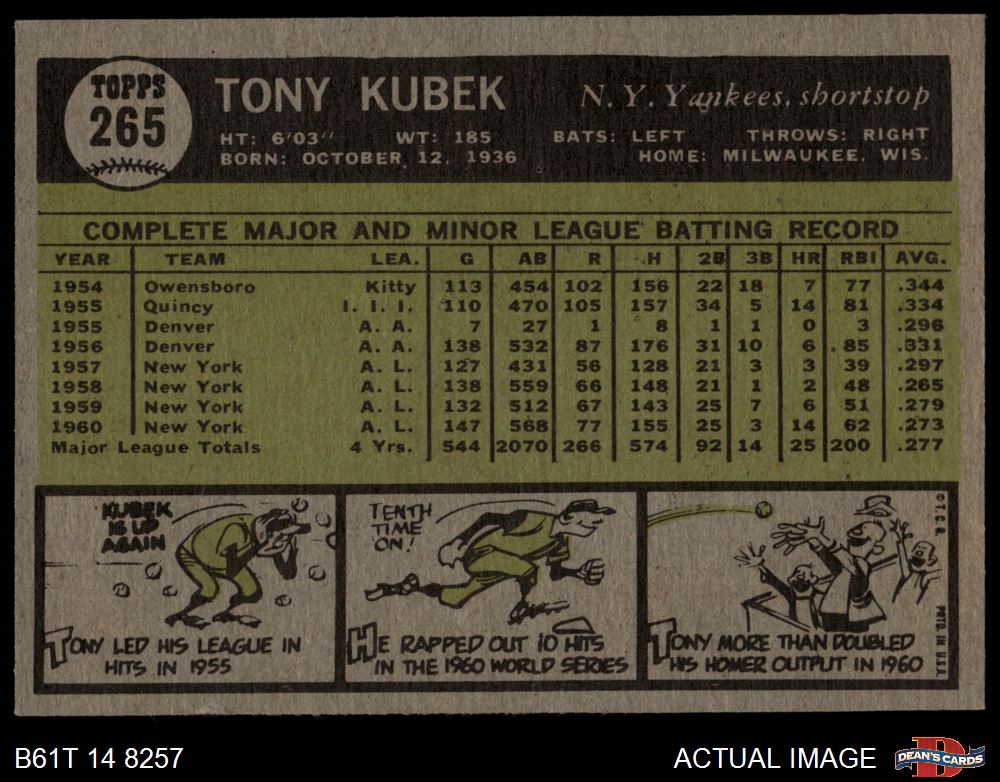 TOPPS
265
TONY KUBEK N. Y. Yankees, shortstop
HT: 6'03" WT: 185 BATS: LEFT THROWS: RIGHT
BORN: OCTOBER 12, 1936 HOME: MILWAUKEE, WIS.
COMPLETE MAJOR AND MINOR LEAGUE BATTING RECORD
YEAR TEAM LEA. G AB R H 2B 3B HR RBI AVG.
1954 Owensboro Kitty 113 454 102 156 22 18 7 77 .344
1955 Quincy I. I. I. 110 470 105 157 34 5 14 81 .334
1955 Denver A. A. 7 27 1 8 1 1 0 3 .296
1956 Denver A. A. 138 532 87 176 31 10 6 85 .331
1957 New York A. L. 127 431 56 128 21 3 3 39 .297
1958 New York A. L. 138 559 66 148 21 1 2 48 .265
1959 New York A. L. 132 512 67 143 25 7 6 51 .279
1960 New York A. L. 147 568 77 155 25 3 14 62 .273
Major League Totals 4 Yrs. 544 2070 266 574 92 14 25 200 .277
KUBEK
IS UP
AGAIN
TONY LED HIS LEAGUE IN
HITS IN 1955
TENTH
TIME
ON!
HE RAPPED OUT 10 HITS
IN THE 1960 WORLD SERIES
TONY MORE THAN DOUBLED
HIS HOMER OUTPUT IN 1960
© T.C.G. PRTD. IN U.S.A.
B61T 14 8257
ACTUAL IMAGE
D
DEAN'S CARDS